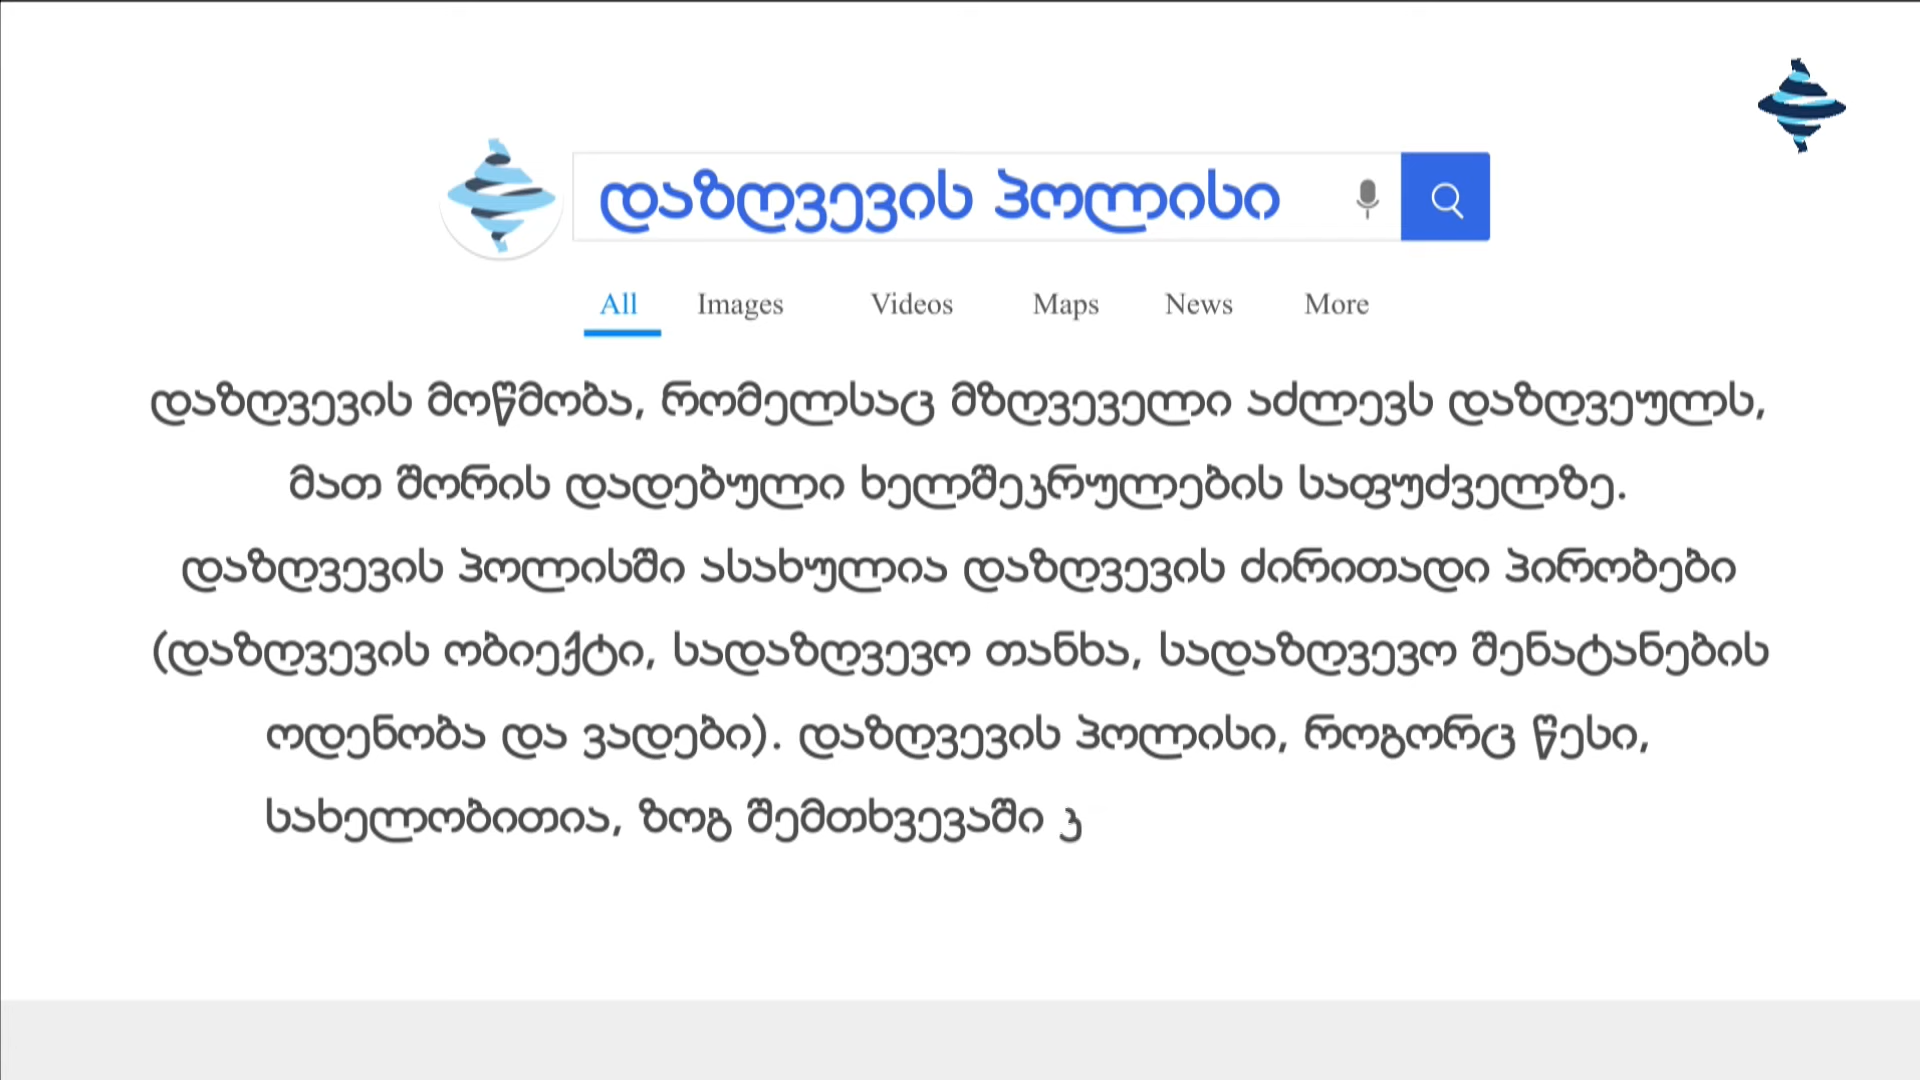 დაზღვევის პოლისი
All Images Videos Maps News More
დაზღვევის მოწმობა, რომელსაც მზღვეველი აძლევს დაზღვეულს,
მათ შორის დადებული ხელშეკრულების საფუძველზე.
დაზღვევის პოლისში ასახულია დაზღვევის ძირითადი პირობები
(დაზღვევის ობიექტი, სადაზღვევო თანხა, სადაზღვევო შენატანების
ოდენობა და ვადები). დაზღვევის პოლისი, როგორც წესი,
სახელობითია, ზოგ შემთხვევაში კ